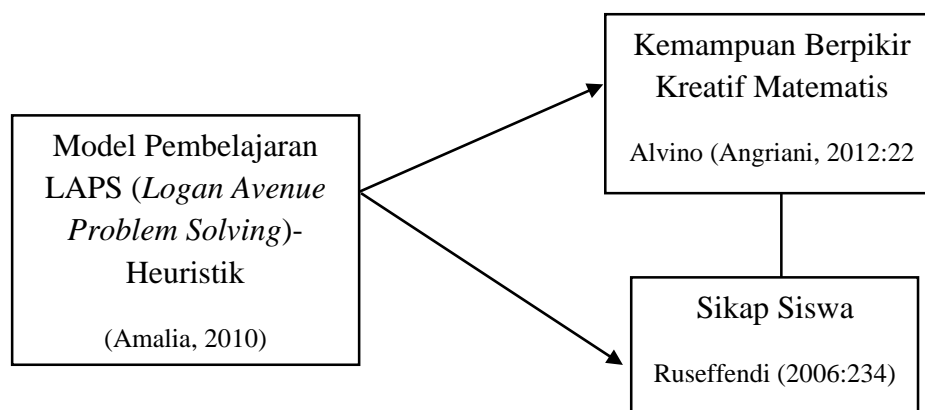 Model Pembelajaran
LAPS (Logan Avenue
Problem Solving)-
Heuristik
(Amalia, 2010)
Kemampuan Berpikir
Kreatif Matematis
Alvino (Angriani, 2012:22
Sikap Siswa
Ruseffendi (2006:234)